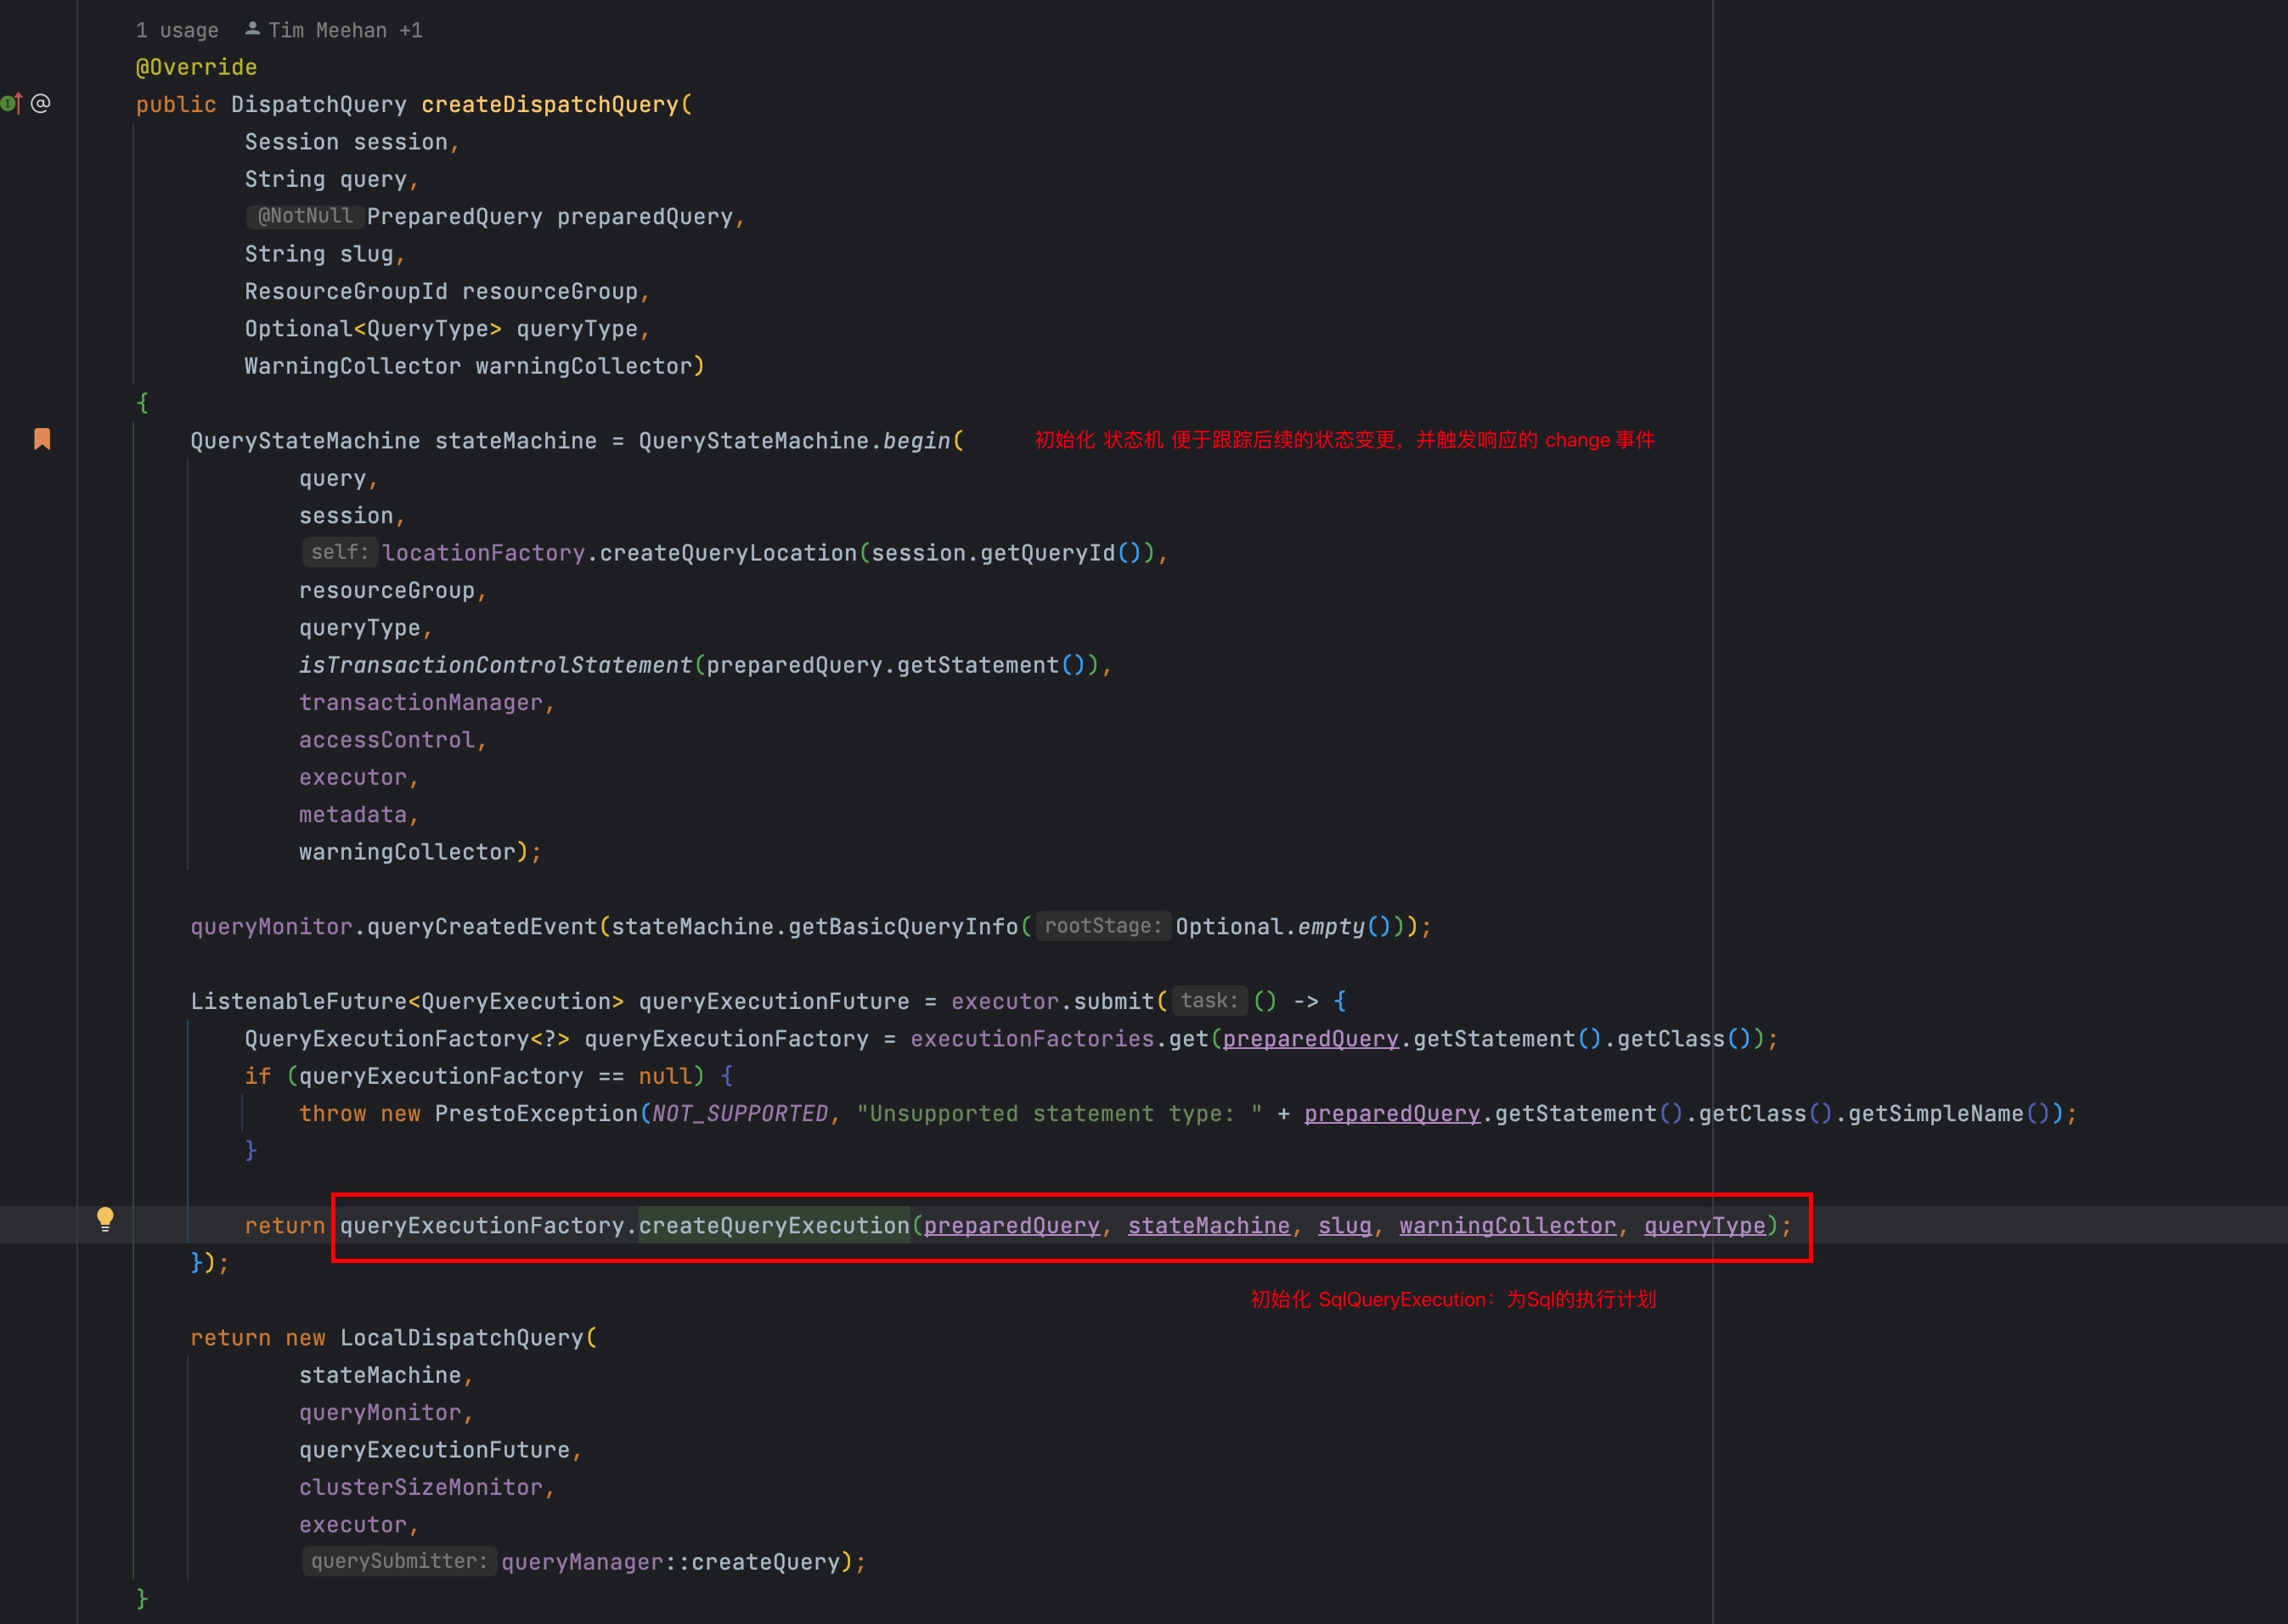 1 usage Tim Meehan +1
@Override
public DispatchQuery createDispatchQuery(
Session session,
String query,
@NotNull PreparedQuery preparedQuery,
String slug,
ResourceGroupId resourceGroup,
Optional<QueryType> queryType,
WarningCollector warningCollector)
{
QueryStateMachine stateMachine = QueryStateMachine.begin( 初始化 状态机 便于跟踪后续的状态变更，并触发响应的 change 事件
query,
session,
self: locationFactory.createQueryLocation(session.getQueryId()),
resourceGroup,
queryType,
isTransactionControlStatement(preparedQuery.getStatement()),
transactionManager,
accessControl,
executor,
metadata,
warningCollector);
queryMonitor.queryCreatedEvent(stateMachine.getBasicQueryInfo( rootStage: Optional.empty()));
ListenableFuture<QueryExecution> queryExecutionFuture = executor.submit( task: () -> {
QueryExecutionFactory<?> queryExecutionFactory = executionFactories.get(preparedQuery.getStatement().getClass());
if (queryExecutionFactory == null) {
throw new PrestoException(NOT_SUPPORTED, "Unsupported statement type: " + preparedQuery.getStatement().getClass().getSimpleName());
}
return queryExecutionFactory.createQueryExecution(preparedQuery, stateMachine, slug, warningCollector, queryType);
});
初始化 SqlQueryExecution：为Sql的执行计划
return new LocalDispatchQuery(
stateMachine,
queryMonitor,
queryExecutionFuture,
clusterSizeMonitor,
executor,
querySubmitter: queryManager::createQuery);
}